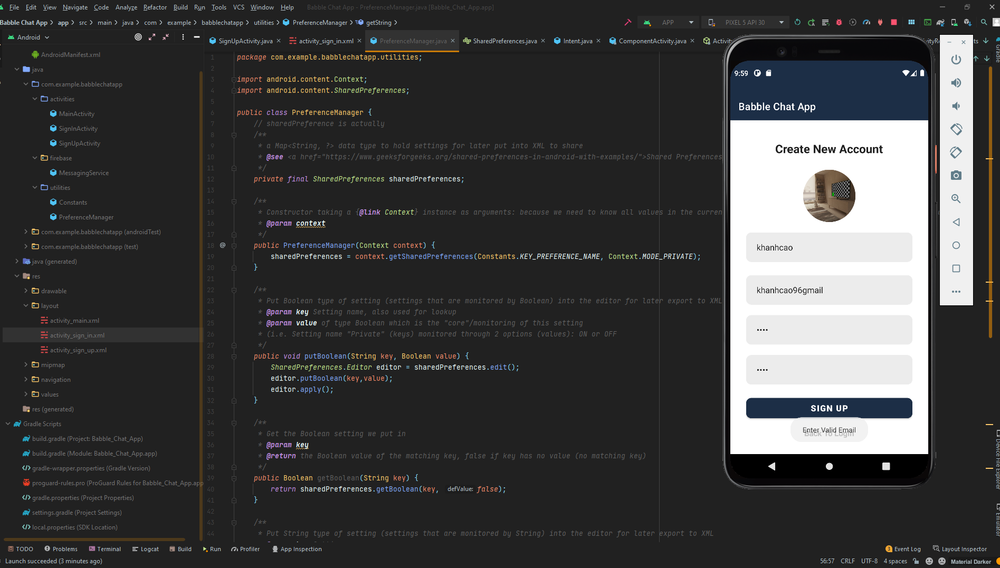 File Edit View Navigate Code Analyze Refactor Build Run Tools VCS Window Help Babble Chat App - PreferenceManager.java [Babble_Chat_App.app]
Babble Chat App app src main java com example babblechatapp utilities PreferenceManager getString APP PIXEL 5 API 30
Android
SignUpActivity.java activity_sign_in.xml PreferenceManager.java SharedPreferences.java Intent.java ComponentActivity.java
AndroidManifest.xml
java
com.example.babblechatapp
activities
MainActivity
SignInActivity
SignUpActivity
firebase
MessagingService
utilities
Constants
PreferenceManager
com.example.babblechatapp (androidTest)
com.example.babblechatapp (test)
java (generated)
res
drawable
layout
activity_main.xml
activity_sign_in.xml
activity_sign_up.xml
mipmap
navigation
values
res (generated)
Gradle Scripts
build.gradle (Project: Babble_Chat_App)
build.gradle (Module: Babble_Chat_App.app)
gradle-wrapper.properties (Gradle Version)
proguard-rules.pro (ProGuard Rules for Babble_Chat_App.app
gradle.properties (Project Properties)
settings.gradle (Project Settings)
local.properties (SDK Location)
1 package com.example.babblechatapp.utilities;
2
3 import android.content.Context;
4 import android.content.SharedPreferences;
5
6 public class PreferenceManager {
7 // sharedPreference is actually
8 /**
9 * a Map<String, ?> data type to hold settings for later put into XML to share
10 * @see <a href="https://www.geeksforgeeks.org/shared-preferences-in-android-with-examples/">Shared Preferences
11 */
12 private final SharedPreferences sharedPreferences;
13
14 /**
15 * Constructor taking a {@link Context} instance as arguments: because we need to know all values in the curren
16 * @param context
17 */
18 @ public PreferenceManager(Context context) {
19 sharedPreferences = context.getSharedPreferences(Constants.KEY_PREFERENCE_NAME, Context.MODE_PRIVATE);
20 }
21
22 /**
23 * Put Boolean type of setting (settings that are monitored by Boolean) into the editor for later export to XML
24 * @param key Setting name, also used for lookup
25 * @param value of type Boolean which is the "core"/monitoring of this setting
26 * (i.e. Setting name "Private" (keys) monitored through 2 options (values): ON or OFF
27 */
28 public void putBoolean(String key, Boolean value) {
29 SharedPreferences.Editor editor = sharedPreferences.edit();
30 editor.putBoolean(key,value);
31 editor.apply();
32 }
33
34 /**
35 * Get the Boolean setting we put in
36 * @param key
37 * @return the Boolean value of the matching key, false if key has no value (no matching key)
38 */
39 public Boolean getBoolean(String key) {
40 return sharedPreferences.getBoolean(key, defValue: false);
41 }
42
43 /**
44 * Put String type of setting (settings that are monitored by String) into the editor for later export to XML
9:59
Babble Chat App
Create New Account
khanhcao
khanhcao96gmail
••••
••••
SIGN UP
Enter Valid Email
Back To Login
Gradle
Device File Explorer
Emulator
TODO Problems Terminal Logcat Build Run Profiler App Inspection 3 Event Log Layout Inspector
Launch succeeded (3 minutes ago) 56:57 CRLF UTF-8 4 spaces Material Darker